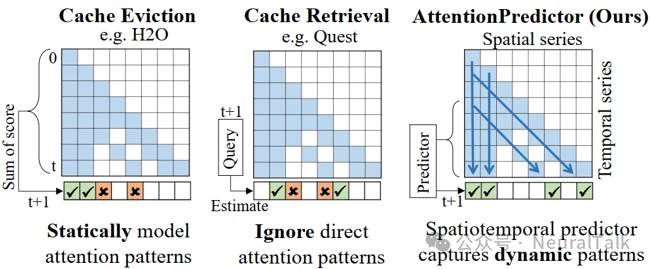 Cache Eviction
e.g. H2O
0
Sum of score
t
t+1
Statically model
attention patterns
Cache Retrieval
e.g. Quest
t+1
Query
Estimate
Ignore direct
attention patterns
AttentionPredictor (Ours)
Spatial series
Temporal series
Predictor
t+1
Spatiotemporal predictor
captures dynamic patterns
公众号 · NeuralTalk